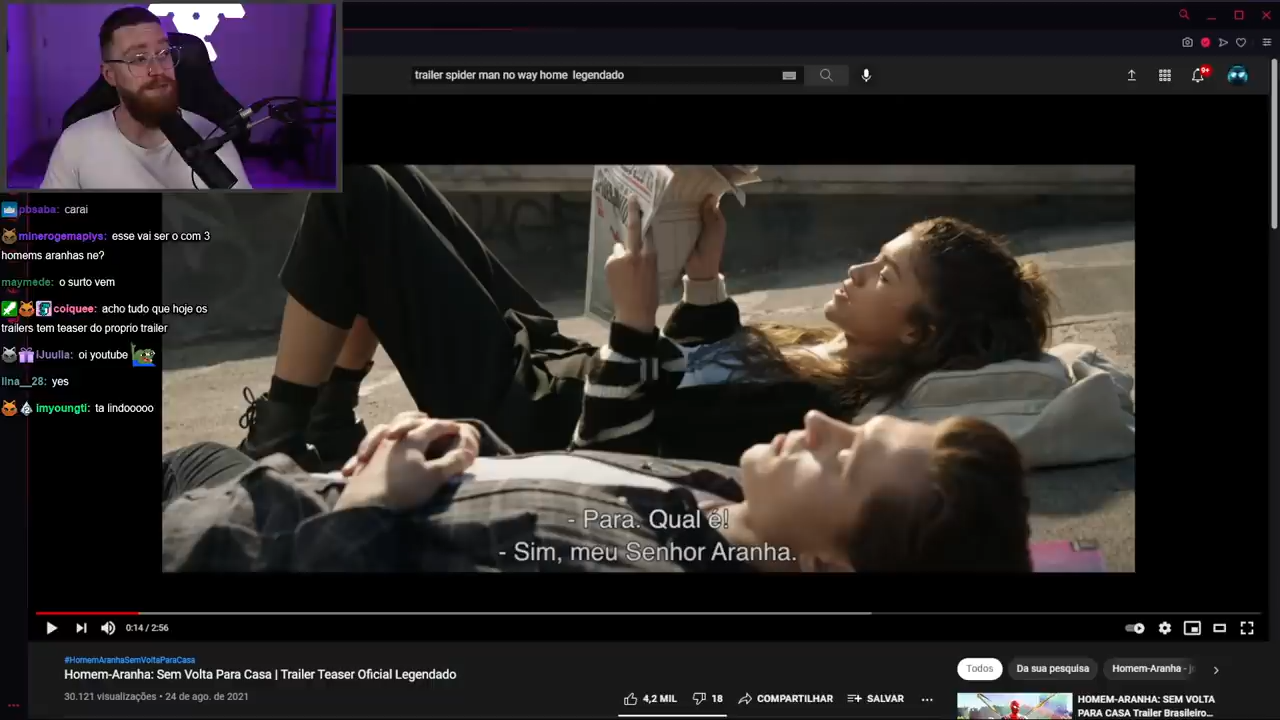 trailer spider man no way home legendado
9+
pbsaba: carai
minerogemaplys: esse vai ser o com 3
homems aranhas ne?
maymede: o surto vem
coiquee: acho tudo que hoje os
trailers tem teaser do proprio trailer
iJuulia: oi youtube
lina__28: yes
imyoungti: ta lindooooo
- Para. Qual é!
- Sim, meu Senhor Aranha.
0:14 / 2:56
#HomemAranhaSemVoltaParaCasa
Homem-Aranha: Sem Volta Para Casa | Trailer Teaser Oficial Legendado
30.121 visualizações • 24 de ago. de 2021
4,2 MIL
18
COMPARTILHAR
SALVAR
Todos
Da sua pesquisa
HOMEM-ARANHA: SEM VOLTA
PARA CASA Trailer Brasileiro...